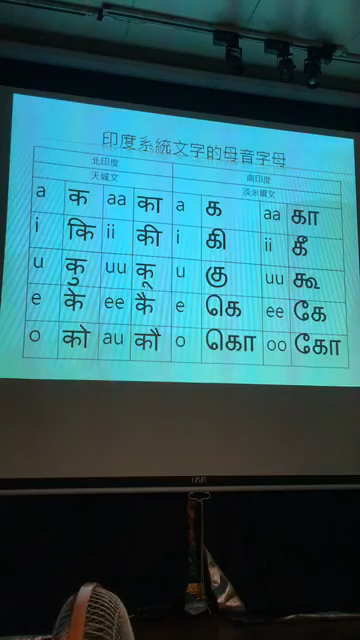 印度系統文字的母音字母
北印度 南印度
天城文 淡米爾文
a क aa का a க aa கா
i कि ii की i கி ii கீ
u कु uu कू u கு uu கூ
e के ee कै e கெ ee கே
o को au कौ o கொ oo கோ